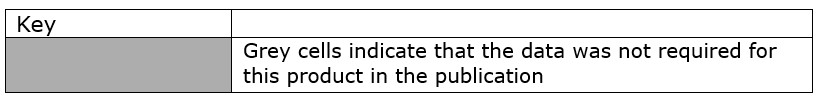 Key
Grey cells indicate that the data was not required for
this product in the publication